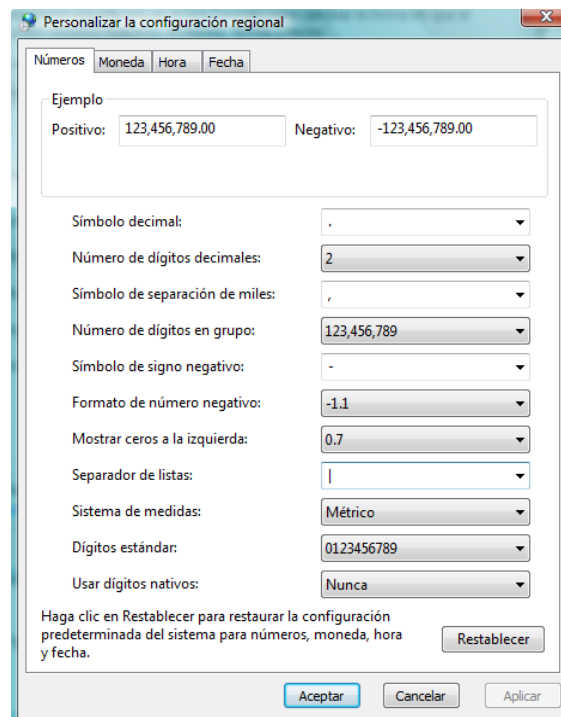 Personalizar la configuración regional
Números Moneda Hora Fecha
Ejemplo
Positivo: 123,456,789.00 Negativo: -123,456,789.00
Símbolo decimal: .
Número de dígitos decimales: 2
Símbolo de separación de miles: ,
Número de dígitos en grupo: 123,456,789
Símbolo de signo negativo: -
Formato de número negativo: -1.1
Mostrar ceros a la izquierda: 0.7
Separador de listas: |
Sistema de medidas: Métrico
Dígitos estándar: 0123456789
Usar dígitos nativos: Nunca
Haga clic en Restablecer para restaurar la configuración
predeterminada del sistema para números, moneda, hora
y fecha.
Restablecer
Aceptar Cancelar Aplicar